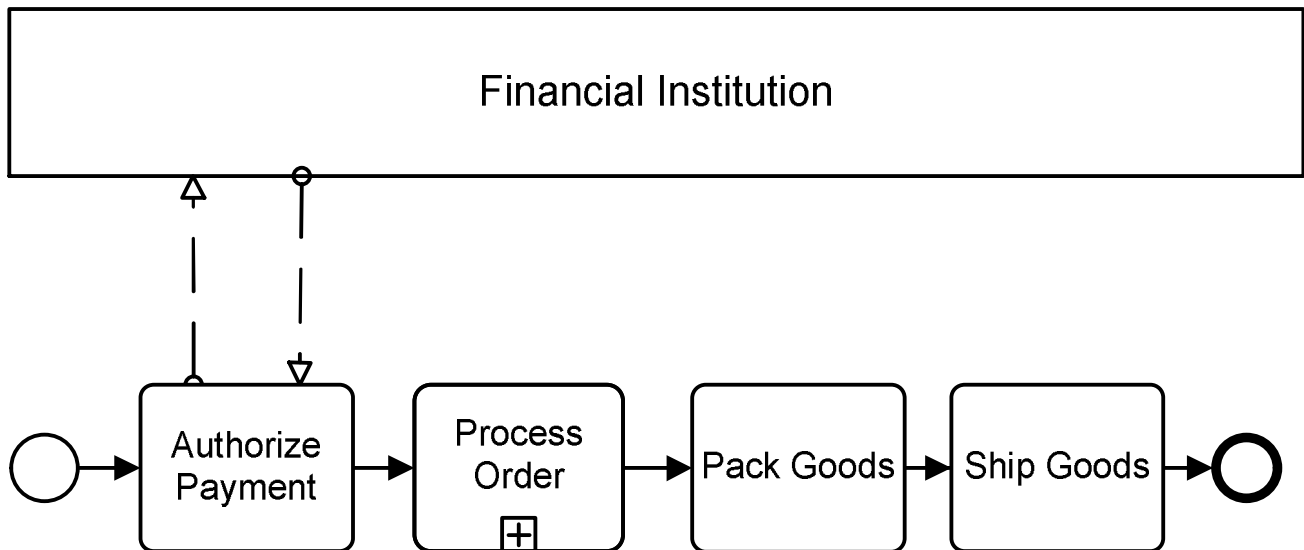 Financial Institution
Authorize
Payment
Process
Order
Pack Goods
Ship Goods